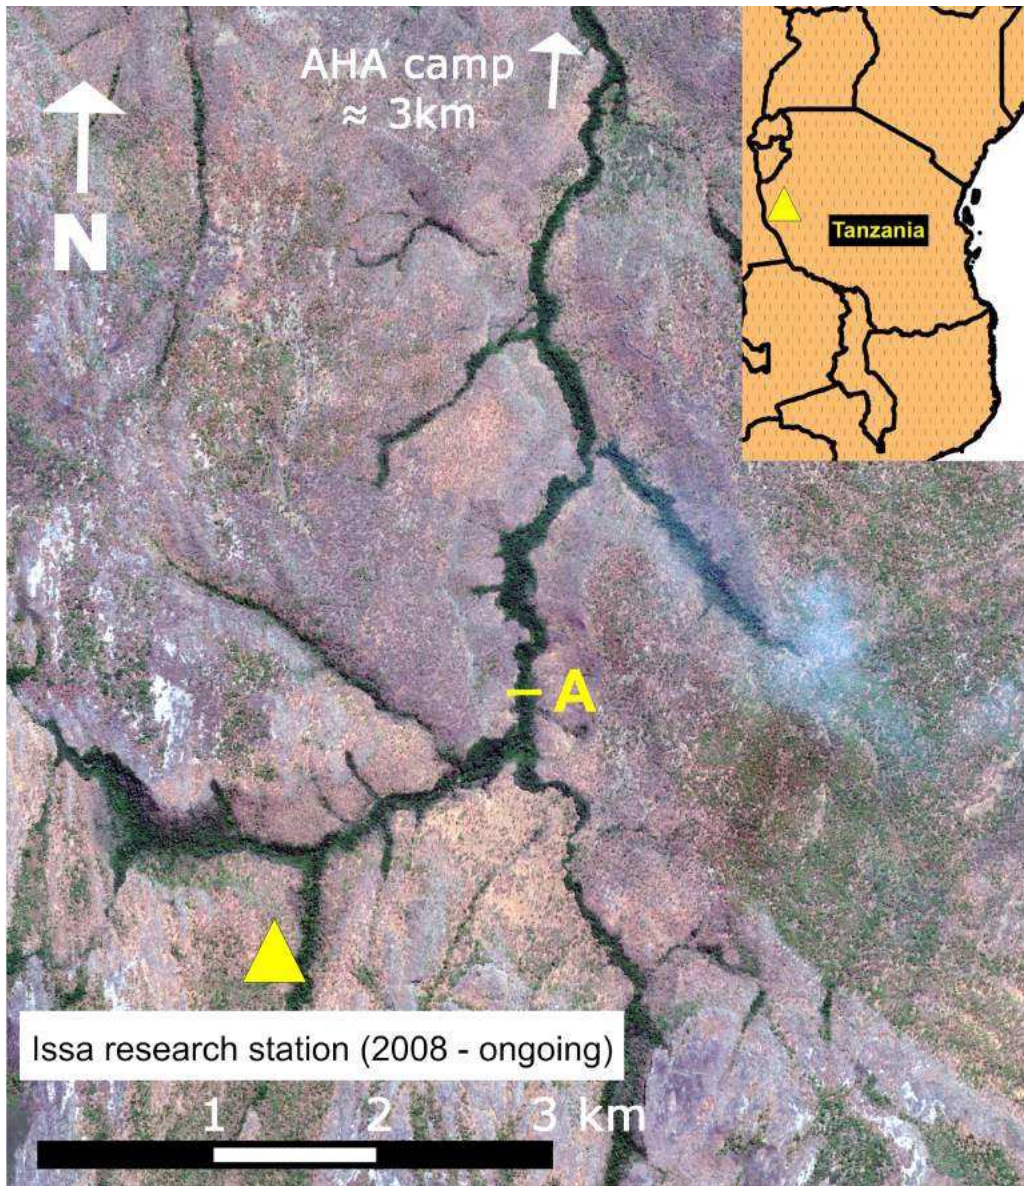 AHA camp
≈ 3km
N
Tanzania
A
Issa research station (2008 - ongoing)
1 2 3 km